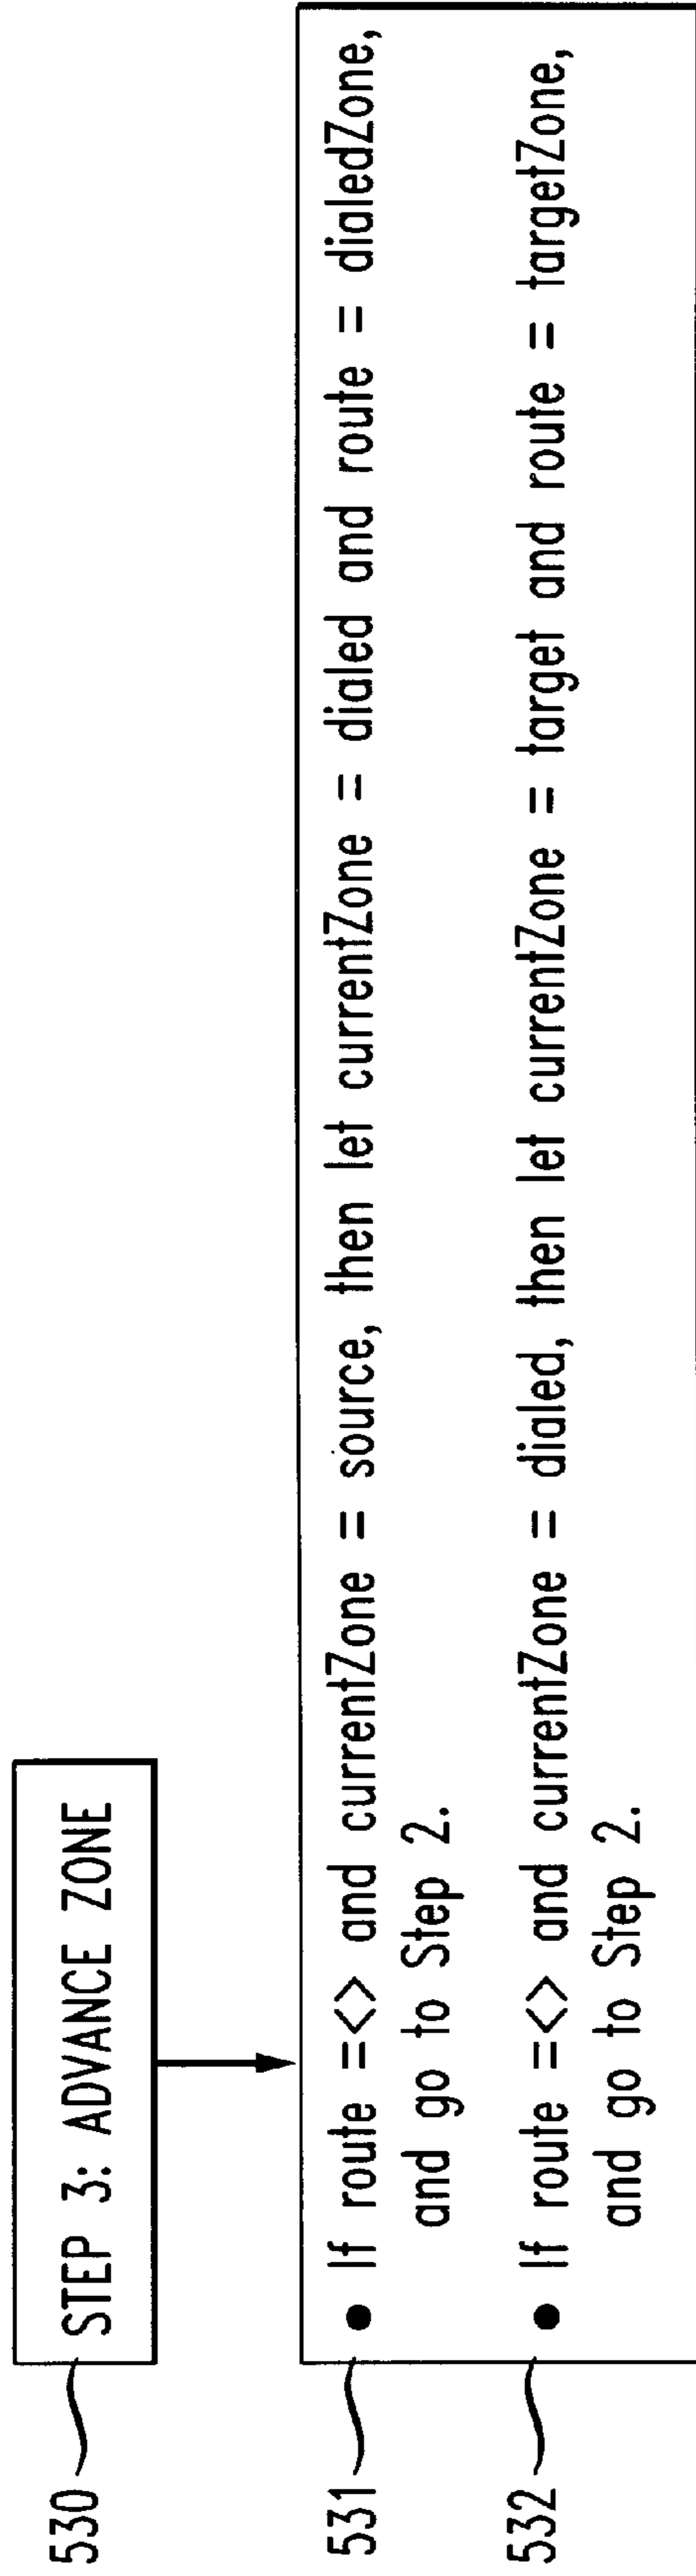 530
STEP 3: ADVANCE ZONE
531
● If route =<> and currentZone = source, then let currentZone = dialed and route = dialedZone,
and go to Step 2.
532
● If route =<> and currentZone = dialed, then let currentZone = target and route = targetZone,
and go to Step 2.